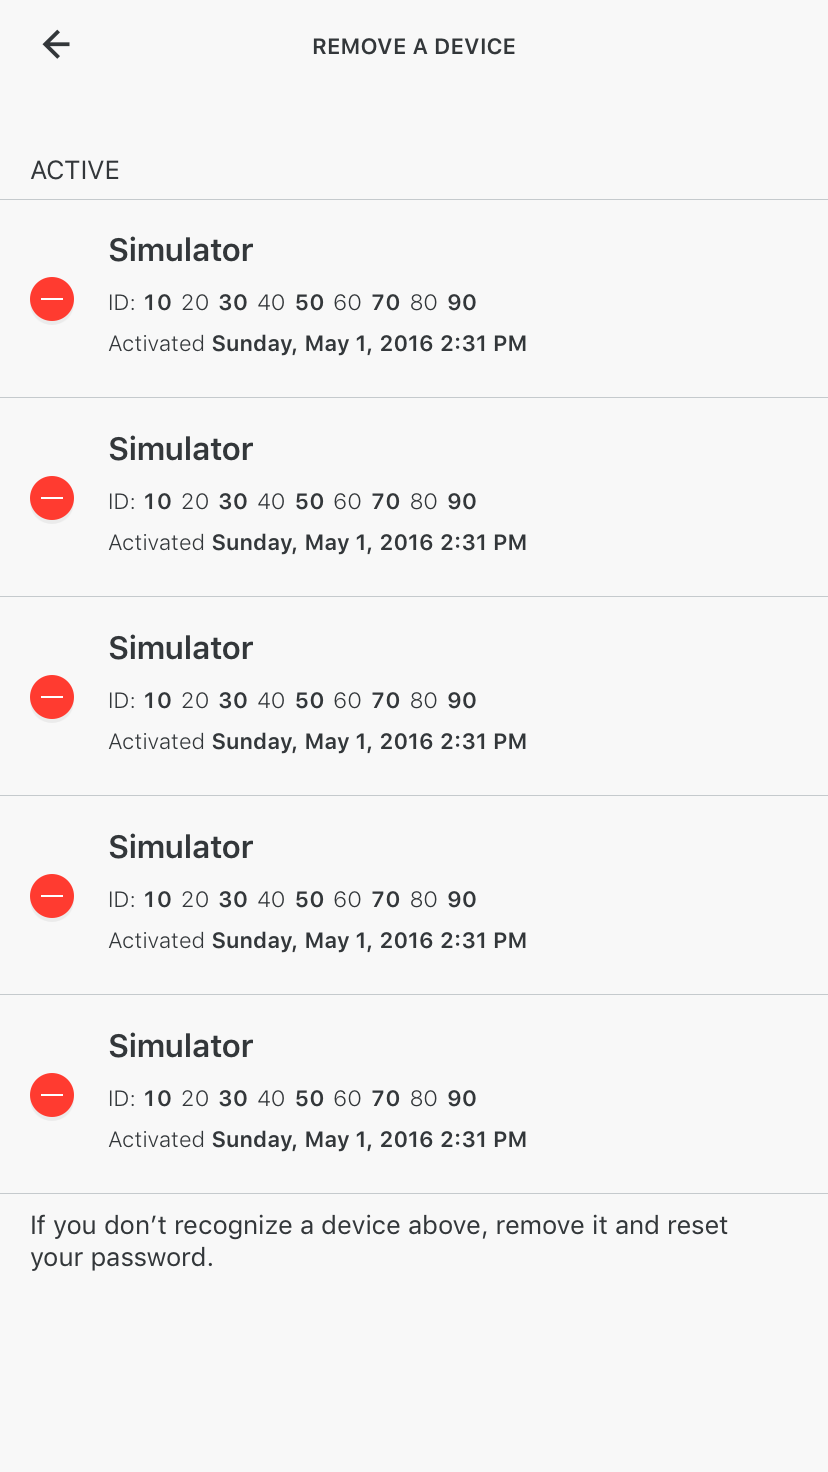 REMOVE A DEVICE
ACTIVE
Simulator
ID: 10 20 30 40 50 60 70 80 90
Activated Sunday, May 1, 2016 2:31 PM
Simulator
ID: 10 20 30 40 50 60 70 80 90
Activated Sunday, May 1, 2016 2:31 PM
Simulator
ID: 10 20 30 40 50 60 70 80 90
Activated Sunday, May 1, 2016 2:31 PM
Simulator
ID: 10 20 30 40 50 60 70 80 90
Activated Sunday, May 1, 2016 2:31 PM
Simulator
ID: 10 20 30 40 50 60 70 80 90
Activated Sunday, May 1, 2016 2:31 PM
If you don’t recognize a device above, remove it and reset
your password.